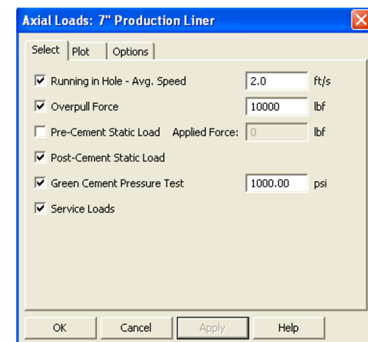 Axial Loads: 7" Production Liner
Select Plot Options
Running in Hole - Avg. Speed 2.0 ft/s
Overpull Force 10000 lbf
Pre-Cement Static Load Applied Force: 0 lbf
Post-Cement Static Load
Green Cement Pressure Test 1000.00 psi
Service Loads
OK Cancel Apply Help